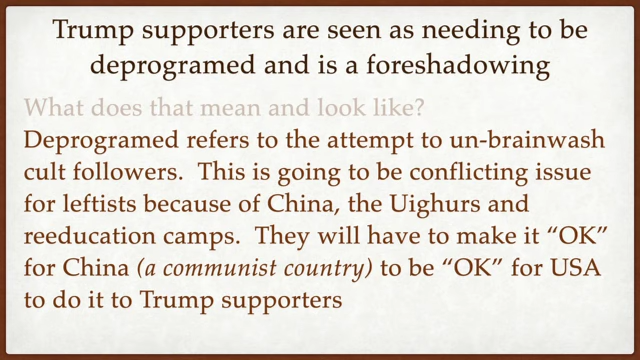 Trump supporters are seen as needing to be
deprogramed and is a foreshadowing
What does that mean and look like?
Deprogramed refers to the attempt to un-brainwash
cult followers.  This is going to be conflicting issue
for leftists because of China, the Uighurs and
reeducation camps.  They will have to make it “OK”
for China (a communist country) to be “OK” for USA
to do it to Trump supporters